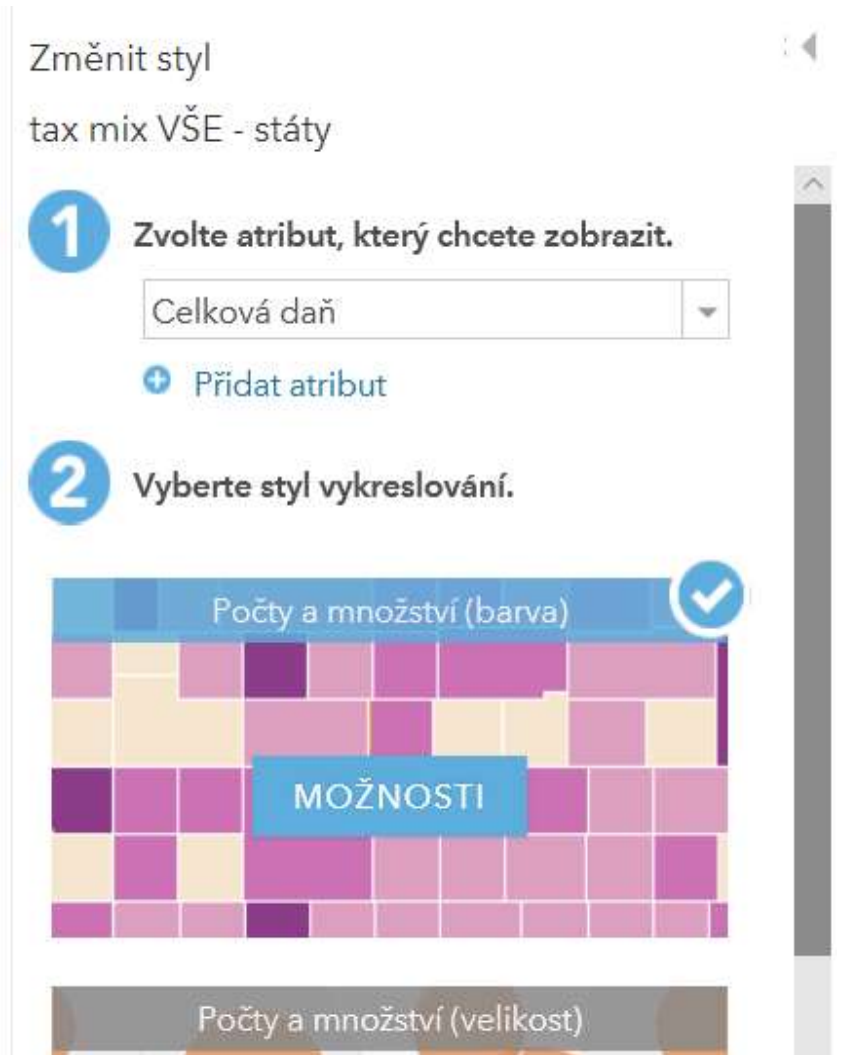 Změnit styl
tax mix VŠE - státy
1 Zvolte atribut, který chcete zobrazit.
Celková daň
Přidat atribut
2 Vyberte styl vykreslování.
Počty a množství (barva)
MOŽNOSTI
Počty a množství (velikost)